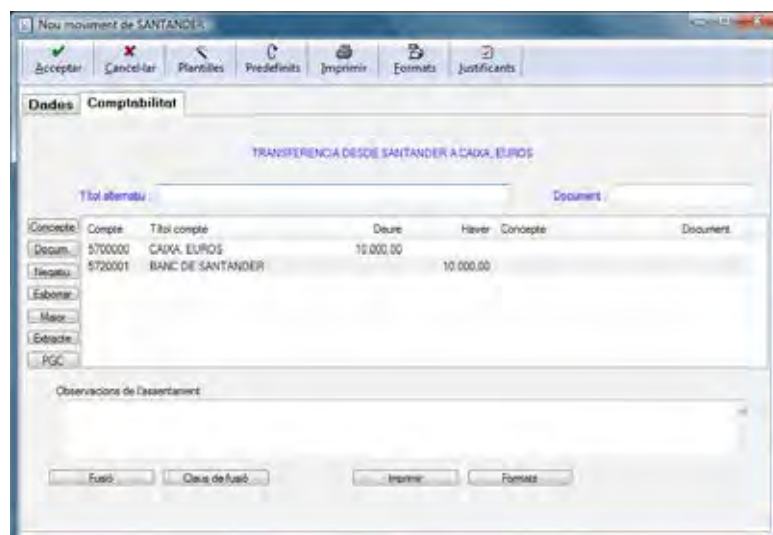 Nou moviment de SANTANDER
Acceptar Cancel·lar Plantilles Predefinits Imprimir Formats Justificants
Dades Comptabilitat
TRANSFERENCIA DESDE SANTANDER A CAIXA, EUROS
Títol alternatiu : Document :
Concepte Compte Títol compte Deure Haver Concepte Document
Docum. 5700000 CAIXA, EUROS 10.000,00
Negatiu 5720001 BANC DE SANTANDER 10.000,00
Esborrar
Major
Extracte
PGC
Observacions de l'assentament
Fusió Claus de fusió Imprimir Formats